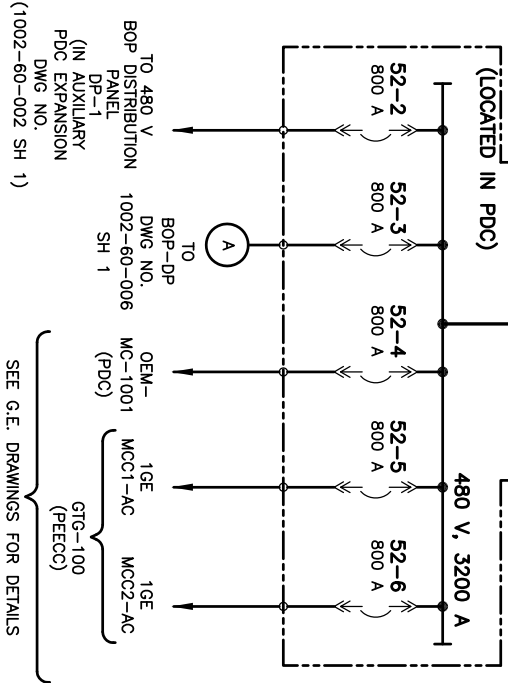 (LOCATED IN PDC)
480 V, 3200 A
52-2
800 A
52-3
800 A
52-4
800 A
52-5
800 A
52-6
800 A
TO 480 V
BOP DISTRIBUTION
PANEL
DP-1
(IN AUXILIARY
PDC EXPANSION
DWG NO.
(1002-60-002 SH 1)
A
TO
BOP-DP
DWG NO.
1002-60-006
SH 1
OEM-
MC-1001
(PDC)
1GE
MCC1-AC
1GE
MCC2-AC
GTG-100
(PEECC)
SEE G.E. DRAWINGS FOR DETAILS